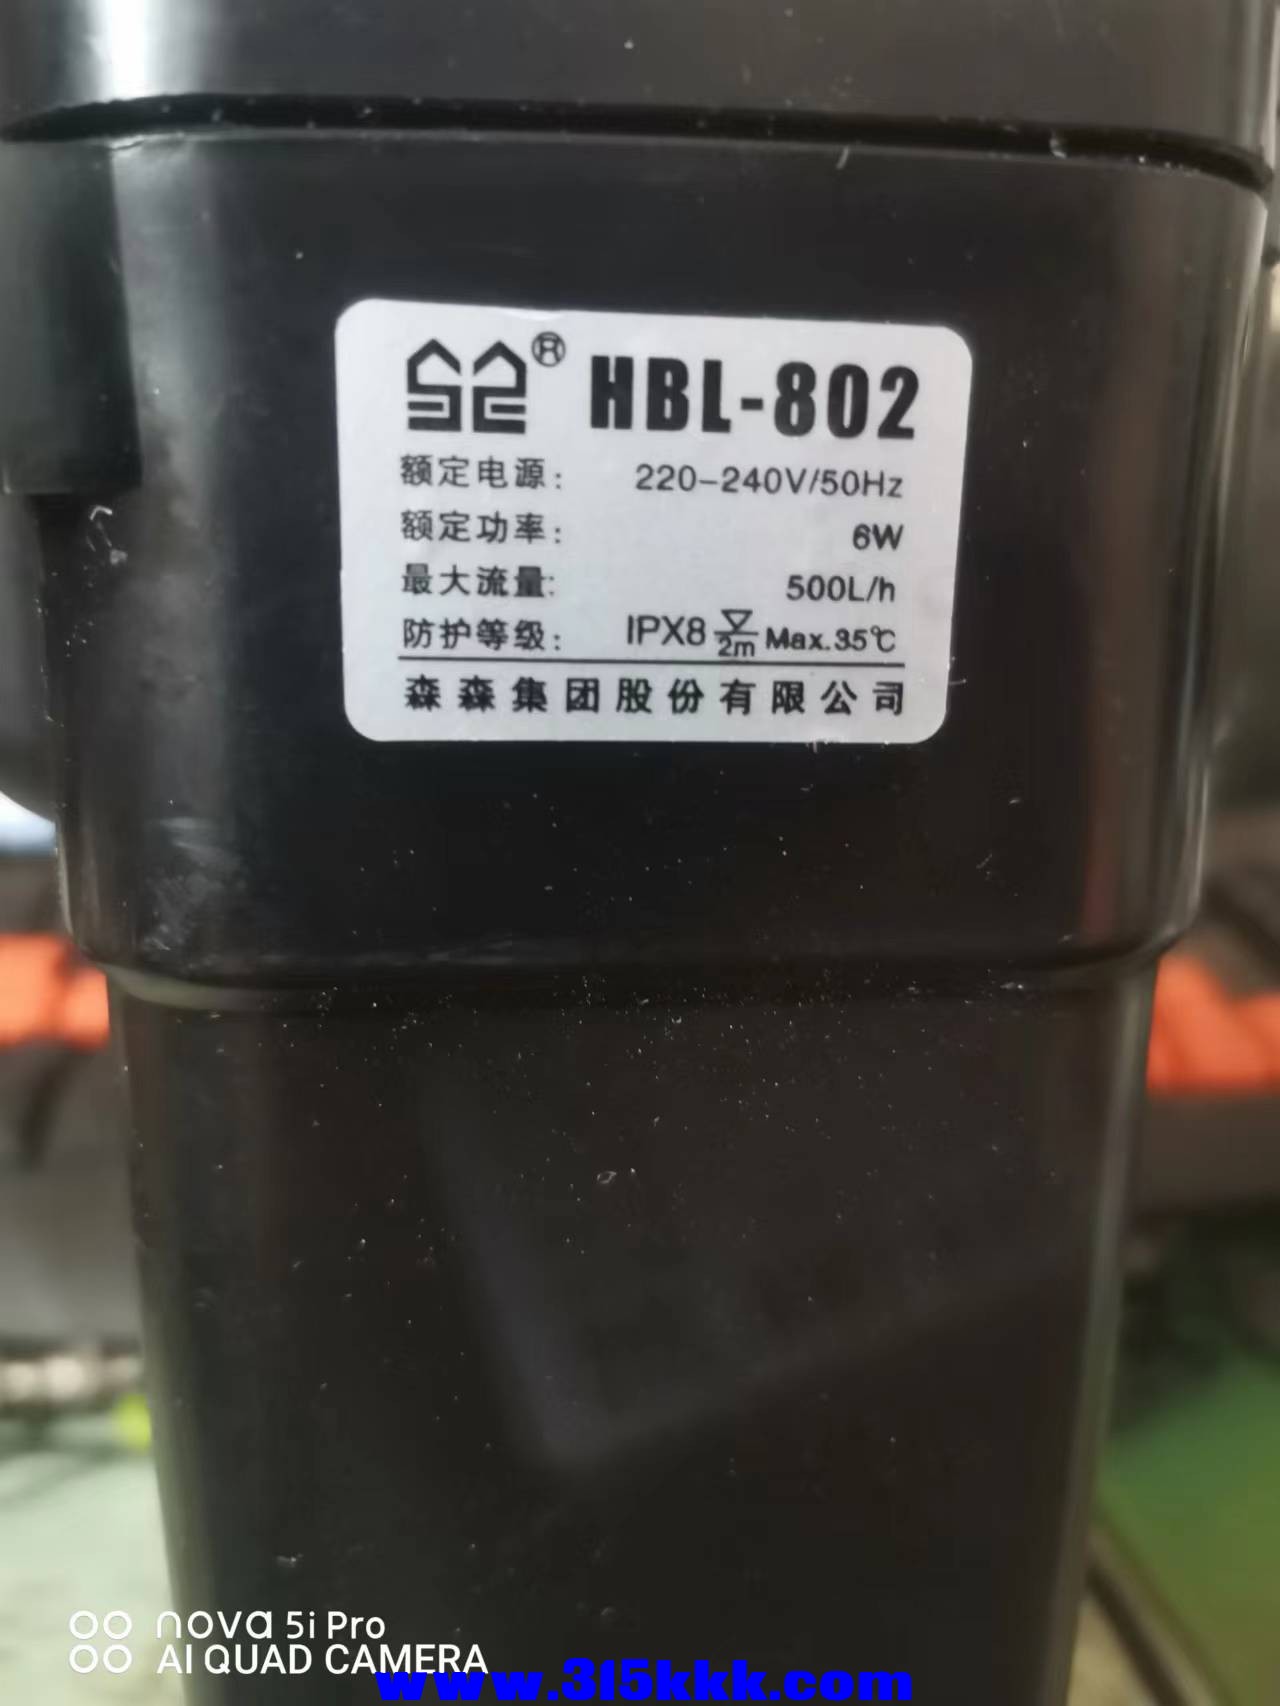 ® HBL-802
额定电源: 220-240V/50Hz
额定功率: 6W
最大流量: 500L/h
防护等级: IPX8 2m Max.35℃
森森集团股份有限公司
nova 5i Pro
AI QUAD CAMERA
www.315kkk.com